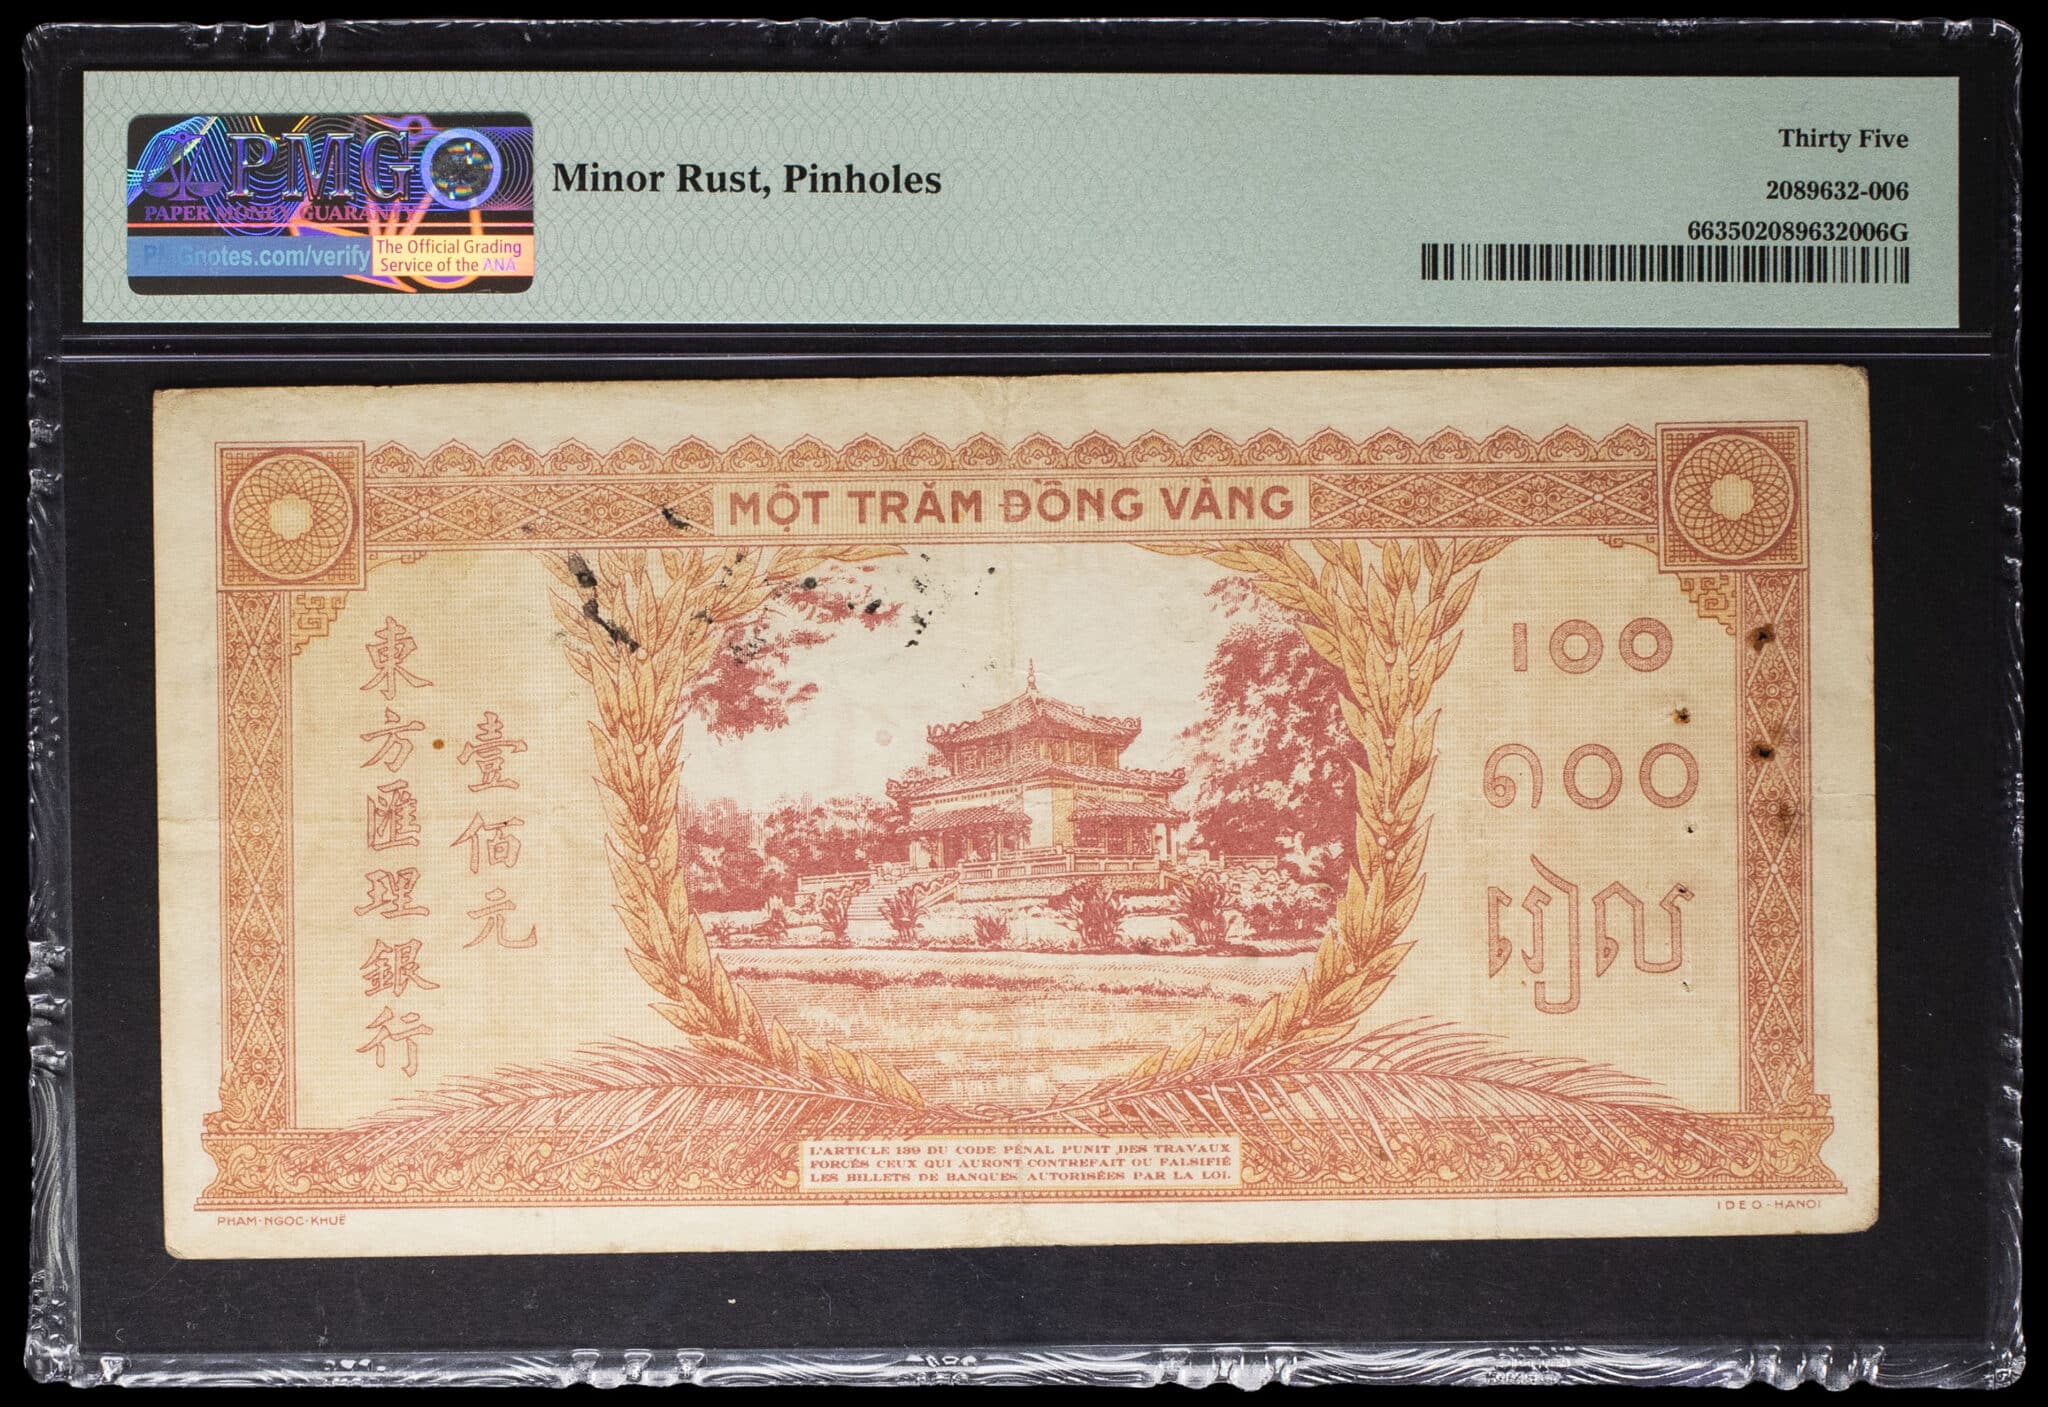 PMG
PAPER MONEY GUARANTY
PMGnotes.com/verify
The Official Grading
Service of the ANA
Minor Rust, Pinholes
Thirty Five
2089632-006
663502089632006G
MỘT TRĂM ĐỒNG VÀNG
東方匯理銀行
壹佰元
100
១០០
រៀល
L'ARTICLE 139 DU CODE PÉNAL PUNIT DES TRAVAUX
FORCÉS CEUX QUI AURONT CONTREFAIT OU FALSIFIÉ
LES BILLETS DE BANQUES AUTORISÉES PAR LA LOI.
PHAM-NGOC-KHUÊ
IDEO-HANOI